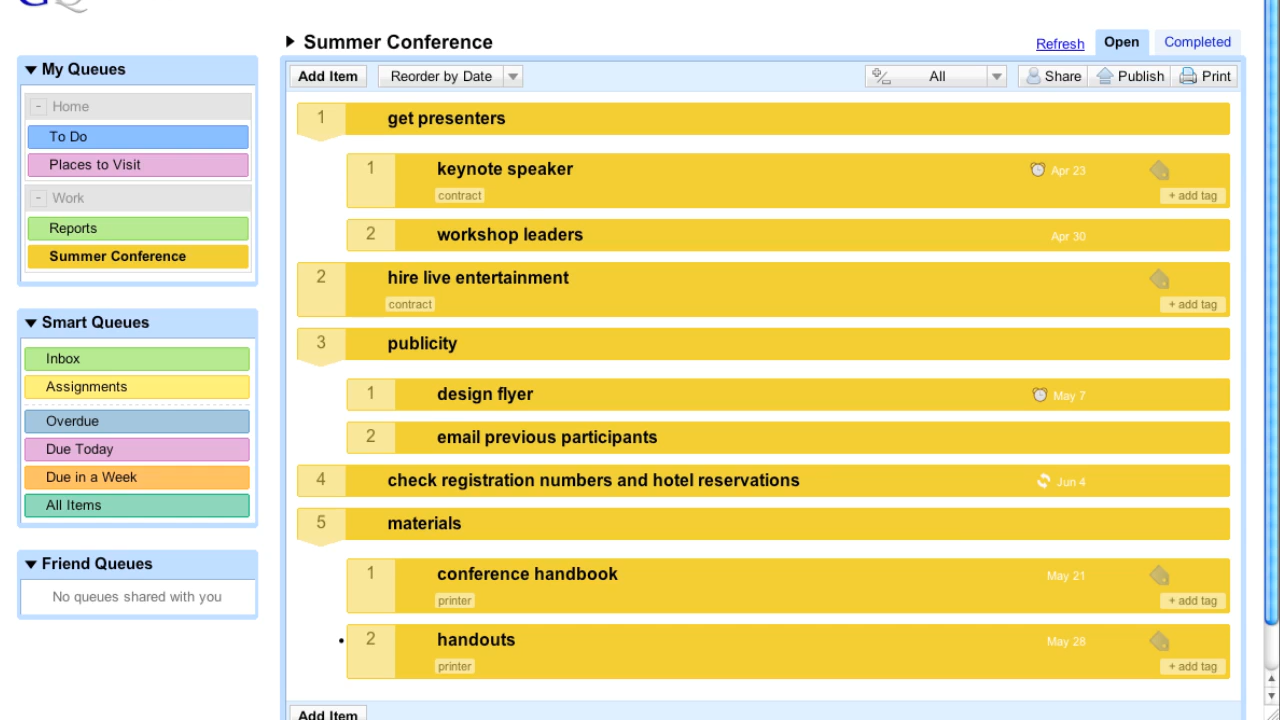 GQ
Summer Conference
Refresh
Open
Completed
My Queues
- Home
To Do
Places to Visit
- Work
Reports
Summer Conference
Smart Queues
Inbox
Assignments
Overdue
Due Today
Due in a Week
All Items
Friend Queues
No queues shared with you
Add Item
Reorder by Date
All
Share
Publish
Print
1 get presenters
1 keynote speaker Apr 23
contract + add tag
2 workshop leaders Apr 30
2 hire live entertainment
contract + add tag
3 publicity
1 design flyer May 7
2 email previous participants
4 check registration numbers and hotel reservations Jun 4
5 materials
1 conference handbook May 21
printer + add tag
2 handouts May 28
printer + add tag
Add Item